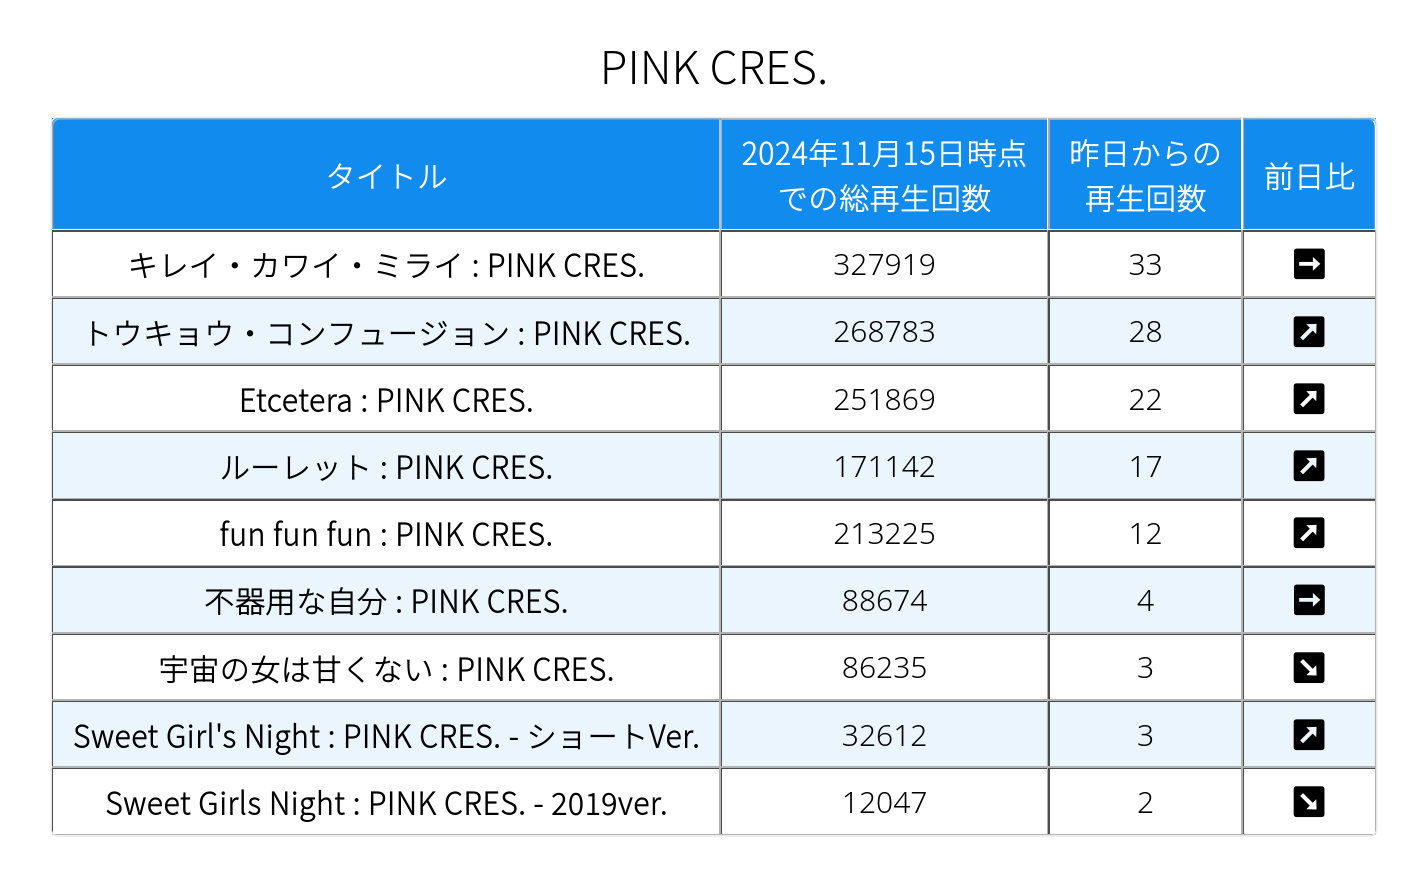 PINK CRES.
タイトル 2024年11月15日時点での総再生回数 昨日からの再生回数 前日比
キレイ・カワイ・ミライ : PINK CRES. 327919 33 ➡
トウキョウ・コンフュージョン : PINK CRES. 268783 28 ↗
Etcetera : PINK CRES. 251869 22 ↗
ルーレット : PINK CRES. 171142 17 ↗
fun fun fun : PINK CRES. 213225 12 ↗
不器用な自分 : PINK CRES. 88674 4 ➡
宇宙の女は甘くない : PINK CRES. 86235 3 ↘
Sweet Girl's Night : PINK CRES. - ショートVer. 32612 3 ↗
Sweet Girls Night : PINK CRES. - 2019ver. 12047 2 ↘